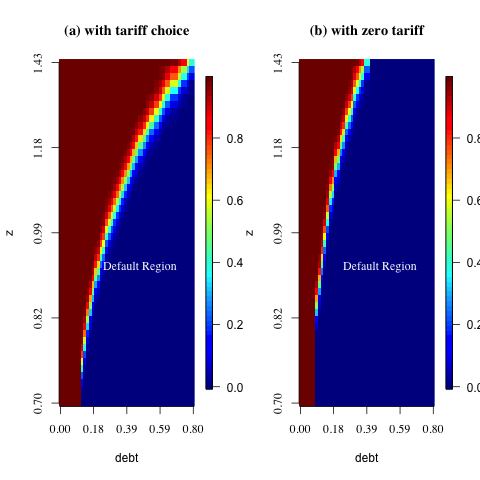 (a) with tariff choice
z
1.43
1.18
0.99
0.82
0.70
Default Region
0.00 0.18 0.39 0.59 0.80
debt
0.8
0.6
0.4
0.2
0.0
(b) with zero tariff
z
1.43
1.18
0.99
0.82
0.70
Default Region
0.00 0.18 0.39 0.59 0.80
debt
0.8
0.6
0.4
0.2
0.0